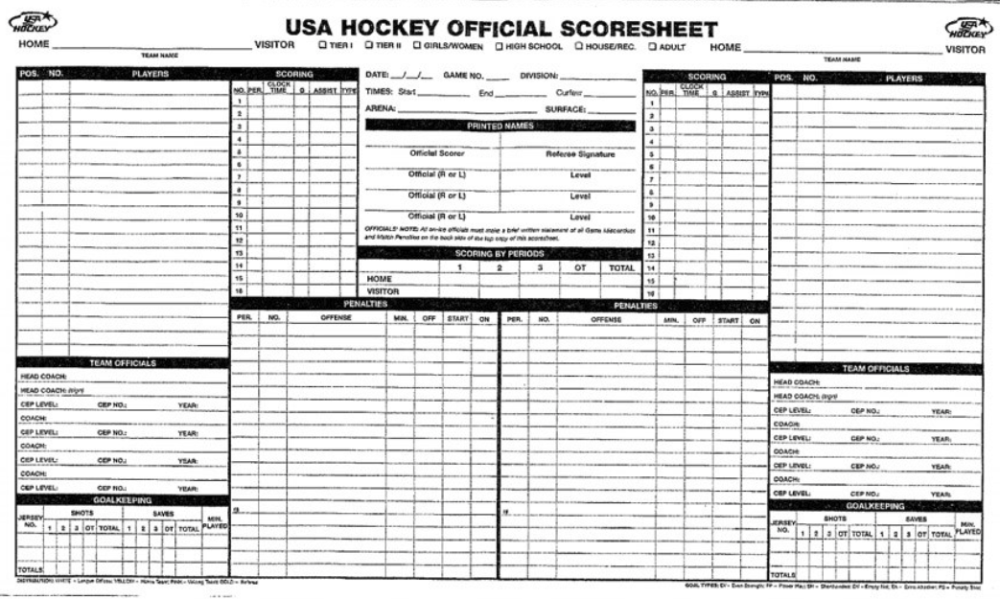 USA HOCKEY
USA HOCKEY OFFICIAL SCORESHEET
USA HOCKEY
HOME VISITOR
TEAM NAME
☐ TIER I ☐ TIER II ☐ GIRLS/WOMEN ☐ HIGH SCHOOL ☐ HOUSE/REC. ☐ ADULT
HOME VISITOR
TEAM NAME
POS. NO. PLAYERS
SCORING
NO. PER. CLOCK TIME G ASSIST TYPE
1
2
3
4
5
6
7
8
9
10
11
12
13
14
15
16
DATE: __/__/__ GAME NO. DIVISION:
TIMES: Start End Curfew
ARENA: SURFACE:
PRINTED NAMES
Official Scorer Referee Signature
Official (R or L) Level
Official (R or L) Level
Official (R or L) Level
OFFICIALS' NOTE: All on-ice officials must make a brief written statement of all Game Misconduct
and Match Penalties on the back side of the top copy of this scoresheet.
SCORING BY PERIODS
1 2 3 OT TOTAL
HOME
VISITOR
SCORING
NO. PER. CLOCK TIME G ASSIST TYPE
1
2
3
4
5
6
7
8
9
10
11
12
13
14
15
16
POS. NO. PLAYERS
PENALTIES PENALTIES
PER. NO. OFFENSE MIN. OFF START ON PER. NO. OFFENSE MIN. OFF START ON
15 15
TEAM OFFICIALS
HEAD COACH:
HEAD COACH: (sign)
CEP LEVEL: CEP NO.: YEAR:
COACH:
CEP LEVEL: CEP NO.: YEAR:
COACH:
CEP LEVEL: CEP NO.: YEAR:
COACH:
CEP LEVEL: CEP NO.: YEAR:
GOALKEEPING
JERSEY NO. SHOTS SAVES MIN. PLAYED
1 2 3 OT TOTAL 1 2 3 OT TOTAL
TOTALS
TEAM OFFICIALS
HEAD COACH:
HEAD COACH: (sign)
CEP LEVEL: CEP NO.: YEAR:
COACH:
CEP LEVEL: CEP NO.: YEAR:
COACH:
CEP LEVEL: CEP NO.: YEAR:
COACH:
CEP LEVEL: CEP NO.: YEAR:
GOALKEEPING
JERSEY NO. SHOTS SAVES MIN. PLAYED
1 2 3 OT TOTAL 1 2 3 OT TOTAL
TOTALS
DISTRIBUTION: WHITE – League Official; YELLOW – Home Team; PINK – Visiting Team; GOLD – Referee
GOAL TYPES: EV – Even Strength; PP – Power Play; SH – Shorthanded; EN – Empty Net; EA – Extra Attacker; PS – Penalty Shot